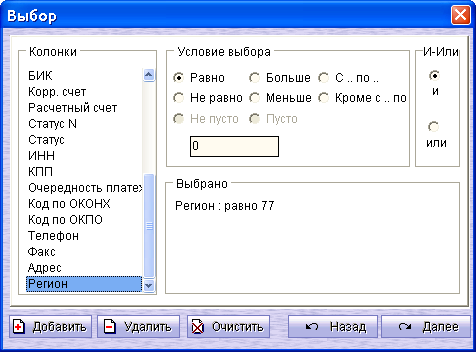 Выбор
Колонки
БИК
Корр. счет
Расчетный счет
Статус N
Статус
ИНН
КПП
Очередность платеж
Код по ОКОНХ
Код по ОКПО
Телефон
Факс
Адрес
Регион
Условие выбора
Равно Больше С .. по ..
Не равно Меньше Кроме с .. по
Не пусто Пусто
0
И-Или
и
или
Выбрано
Регион : равно 77
Добавить Удалить Очистить Назад Далее